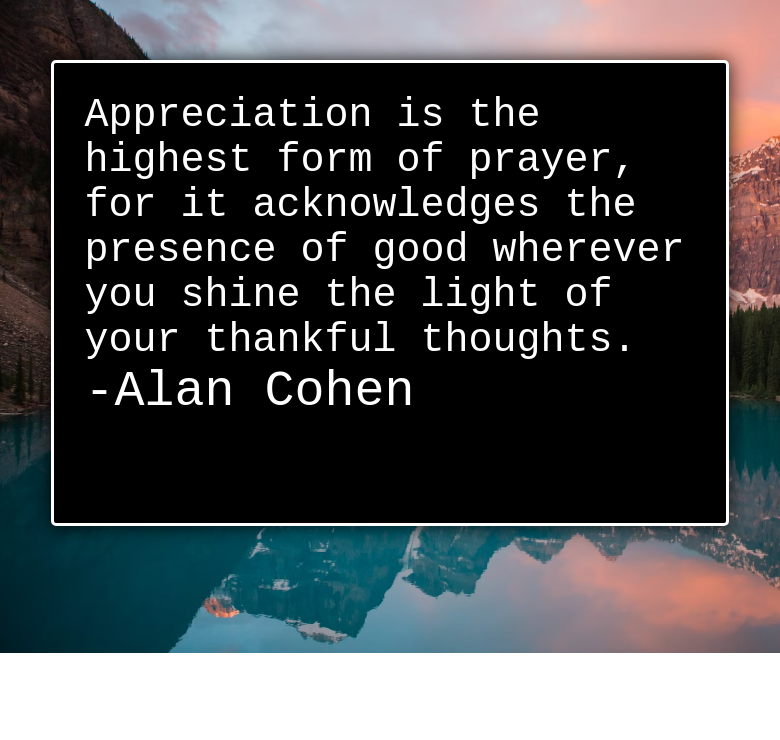 Appreciation is the
highest form of prayer,
for it acknowledges the
presence of good wherever
you shine the light of
your thankful thoughts.
-Alan Cohen